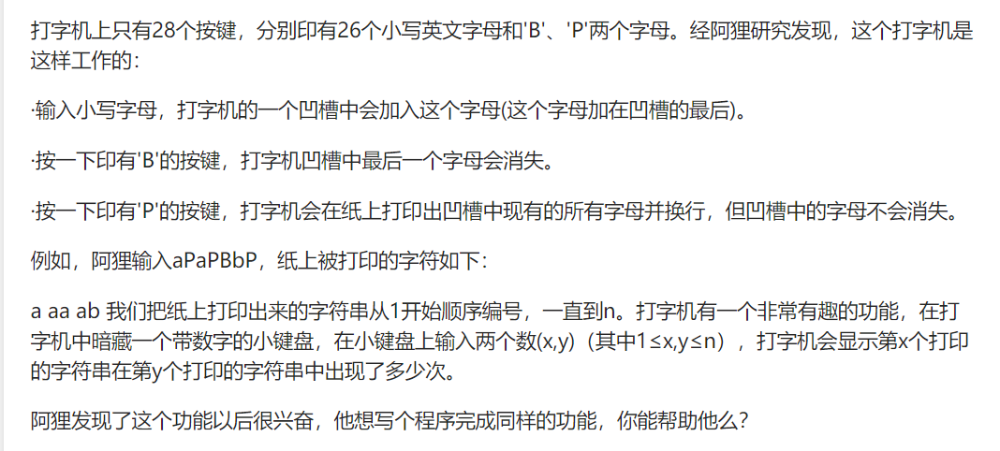 打字机上只有28个按键，分别印有26个小写英文字母和'B'、'P'两个字母。经阿狸研究发现，这个打字机是
这样工作的：
·输入小写字母，打字机的一个凹槽中会加入这个字母(这个字母加在凹槽的最后)。
·按一下印有'B'的按键，打字机凹槽中最后一个字母会消失。
·按一下印有'P'的按键，打字机会在纸上打印出凹槽中现有的所有字母并换行，但凹槽中的字母不会消失。
例如，阿狸输入aPaPBbP，纸上被打印的字符如下：
a aa ab 我们把纸上打印出来的字符串从1开始顺序编号，一直到n。打字机有一个非常有趣的功能，在打
字机中暗藏一个带数字的小键盘，在小键盘上输入两个数(x,y)（其中1≤x,y≤n），打字机会显示第x个打印
的字符串在第y个打印的字符串中出现了多少次。
阿狸发现了这个功能以后很兴奋，他想写个程序完成同样的功能，你能帮助他么？